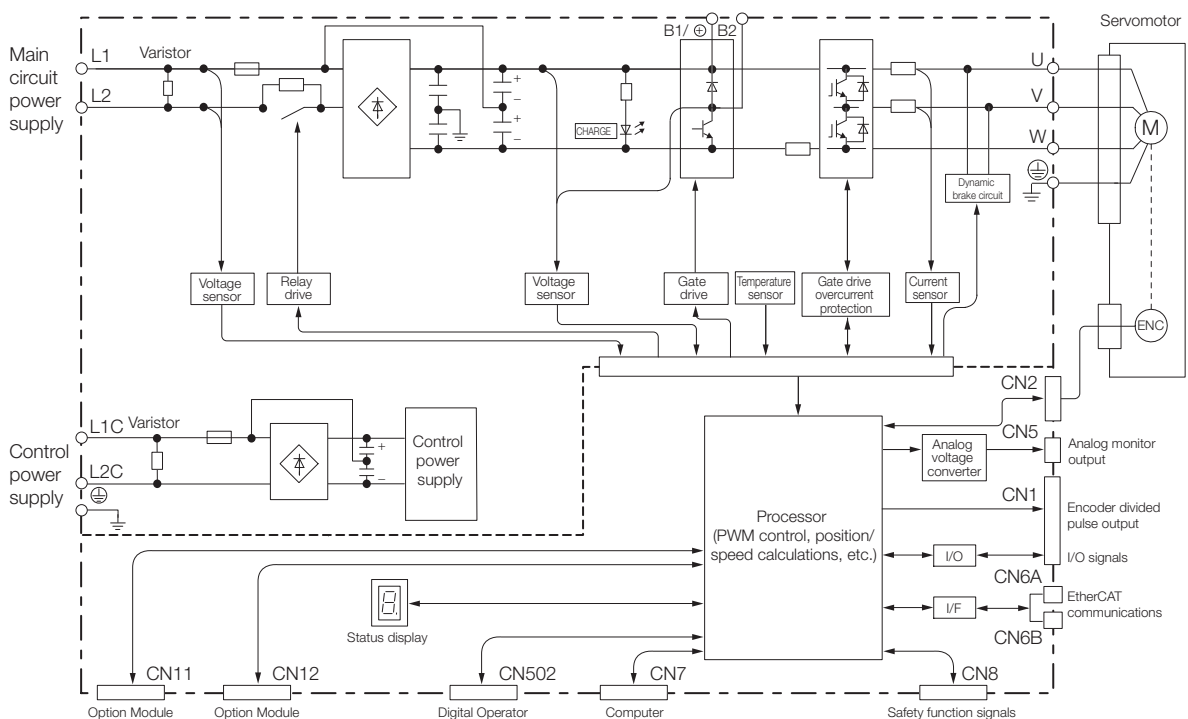 Servomotor
B1/⊕ B2
Main
circuit
power
supply
L1
Varistor
L2
+
−
+
−
CHARGE
U
V
W
M
Dynamic
brake circuit
Voltage
sensor
Relay
drive
Voltage
sensor
Gate
drive
Temperature
sensor
Gate drive
overcurrent
protection
Current
sensor
ENC
CN2
Control
power
supply
L1C
Varistor
L2C
+
−
Control
power
supply
Analog
voltage
converter
CN5
Analog monitor
output
Processor
(PWM control, position/
speed calculations, etc.)
CN1
Encoder divided
pulse output
I/O
I/O signals
CN6A
I/F
EtherCAT
communications
CN6B
8.
Status display
CN11
CN12
CN502
CN7
CN8
Option Module
Option Module
Digital Operator
Computer
Safety function signals